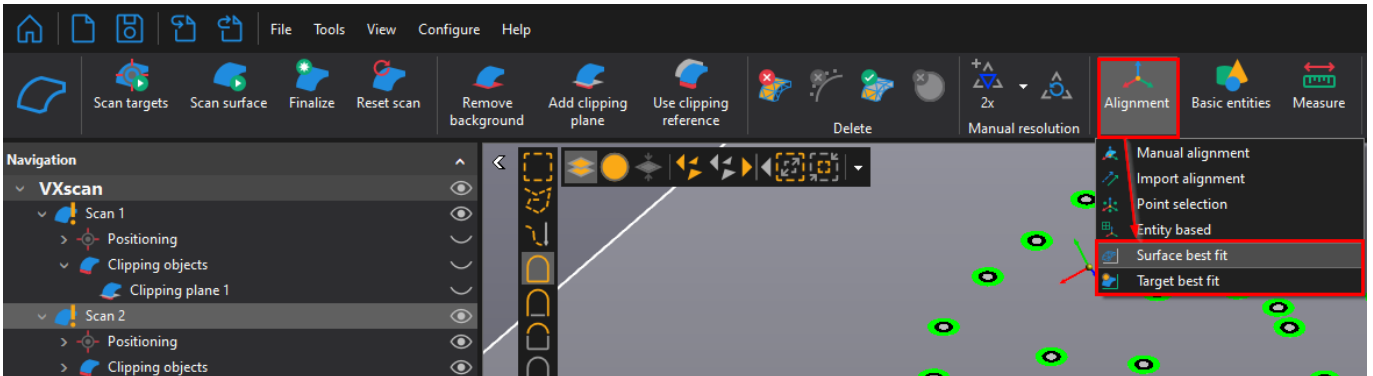 File Tools View Configure Help
Scan targets Scan surface Finalize Reset scan Remove background Add clipping plane Use clipping reference
Delete
2x
Manual resolution
Alignment Basic entities Measure
Navigation
VXscan
Scan 1
Positioning
Clipping objects
Clipping plane 1
Scan 2
Positioning
Clipping objects
Manual alignment
Import alignment
Point selection
Entity based
Surface best fit
Target best fit